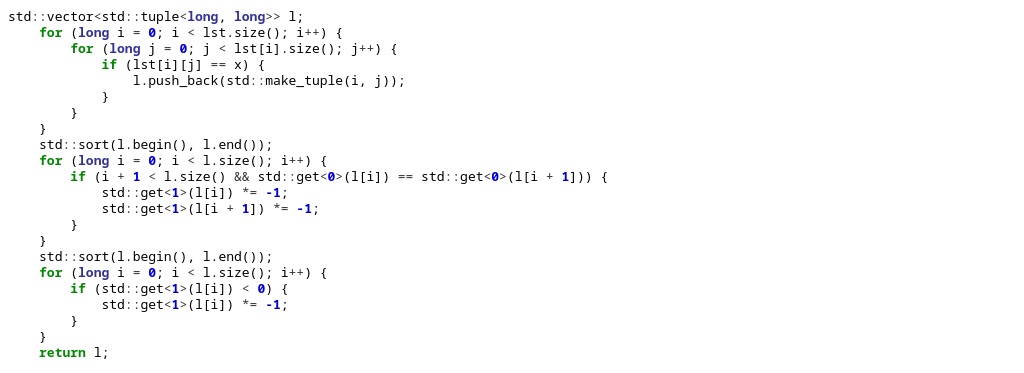 std::vector<std::tuple<long, long>> l;
    for (long i = 0; i < lst.size(); i++) {
        for (long j = 0; j < lst[i].size(); j++) {
            if (lst[i][j] == x) {
                l.push_back(std::make_tuple(i, j));
            }
        }
    }
    std::sort(l.begin(), l.end());
    for (long i = 0; i < l.size(); i++) {
        if (i + 1 < l.size() && std::get<0>(l[i]) == std::get<0>(l[i + 1])) {
            std::get<1>(l[i]) *= -1;
            std::get<1>(l[i + 1]) *= -1;
        }
    }
    std::sort(l.begin(), l.end());
    for (long i = 0; i < l.size(); i++) {
        if (std::get<1>(l[i]) < 0) {
            std::get<1>(l[i]) *= -1;
        }
    }
    return l;